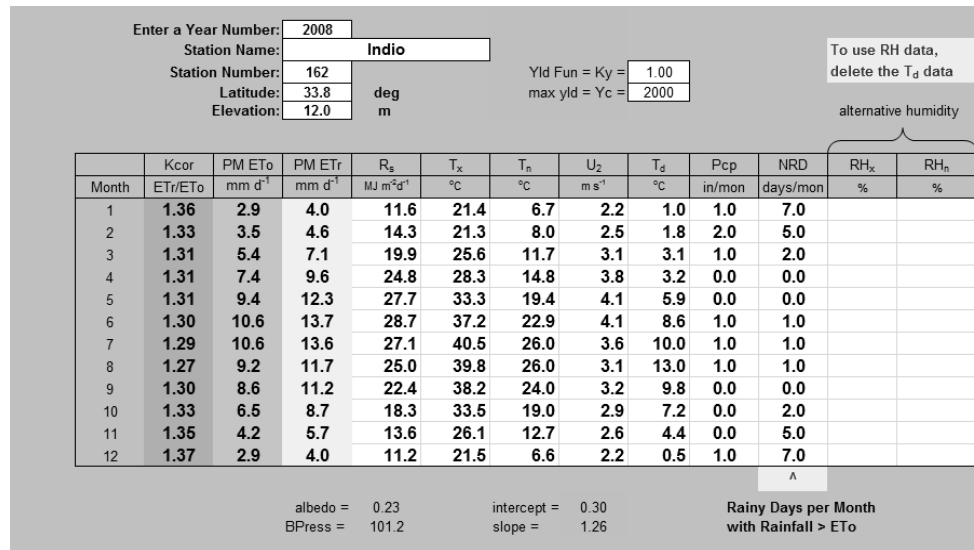 Enter a Year Number: 2008
Station Name: Indio
To use RH data,
Station Number: 162 Yld Fun = Ky = 1.00 delete the Td data
Latitude: 33.8 deg max yld = Yc = 2000
Elevation: 12.0 m alternative humidity
Kcor PM ETo PM ETr Rs Tx Tn U2 Td Pcp NRD RHx RHn
Month ETr/ETo mm d-1 mm d-1 MJ m-2d-1 °C °C m s-1 °C in/mon days/mon % %
1 1.36 2.9 4.0 11.6 21.4 6.7 2.2 1.0 1.0 7.0
2 1.33 3.5 4.6 14.3 21.3 8.0 2.5 1.8 2.0 5.0
3 1.31 5.4 7.1 19.9 25.6 11.7 3.1 3.1 1.0 2.0
4 1.31 7.4 9.6 24.8 28.3 14.8 3.8 3.2 0.0 0.0
5 1.31 9.4 12.3 27.7 33.3 19.4 4.1 5.9 0.0 0.0
6 1.30 10.6 13.7 28.7 37.2 22.9 4.1 8.6 1.0 1.0
7 1.29 10.6 13.6 27.1 40.5 26.0 3.6 10.0 1.0 1.0
8 1.27 9.2 11.7 25.0 39.8 26.0 3.1 13.0 1.0 1.0
9 1.30 8.6 11.2 22.4 38.2 24.0 3.2 9.8 0.0 0.0
10 1.33 6.5 8.7 18.3 33.5 19.0 2.9 7.2 0.0 2.0
11 1.35 4.2 5.7 13.6 26.1 12.7 2.6 4.4 0.0 5.0
12 1.37 2.9 4.0 11.2 21.5 6.6 2.2 0.5 1.0 7.0
^
albedo = 0.23 intercept = 0.30 Rainy Days per Month
BPress = 101.2 slope = 1.26 with Rainfall > ETo